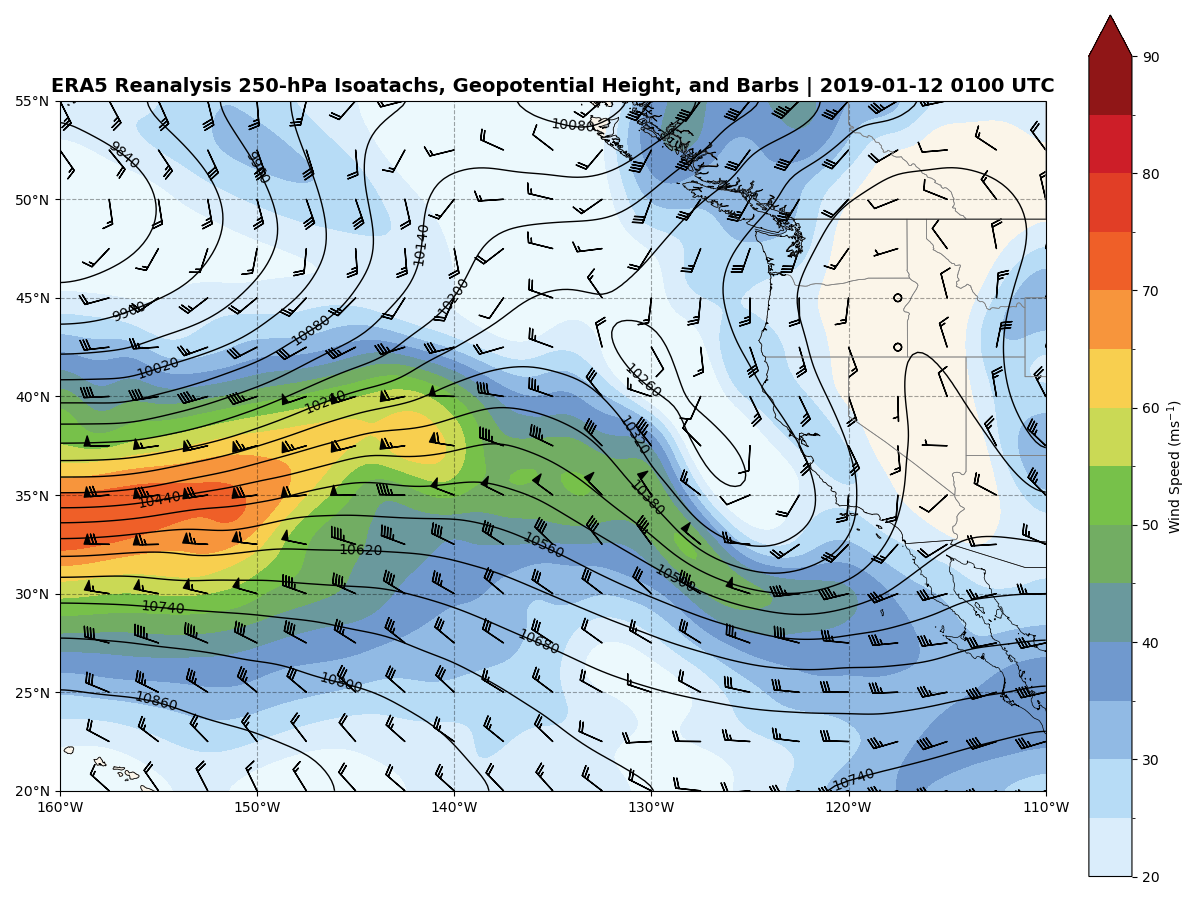 ERA5 Reanalysis 250-hPa Isoatachs, Geopotential Height, and Barbs | 2019-01-12 0100 UTC
90
55°N
10080
9840
80
50°N
10140
70
45°N
10200
9900
10080
10020
10260
60
40°N
10260
10320
Wind Speed (ms⁻¹)
35°N
10440
10380
50
10620
10560
30°N
10500
10740
40
10680
25°N
10800
10860
30
20°N
10740
160°W
150°W
140°W
130°W
120°W
110°W
20